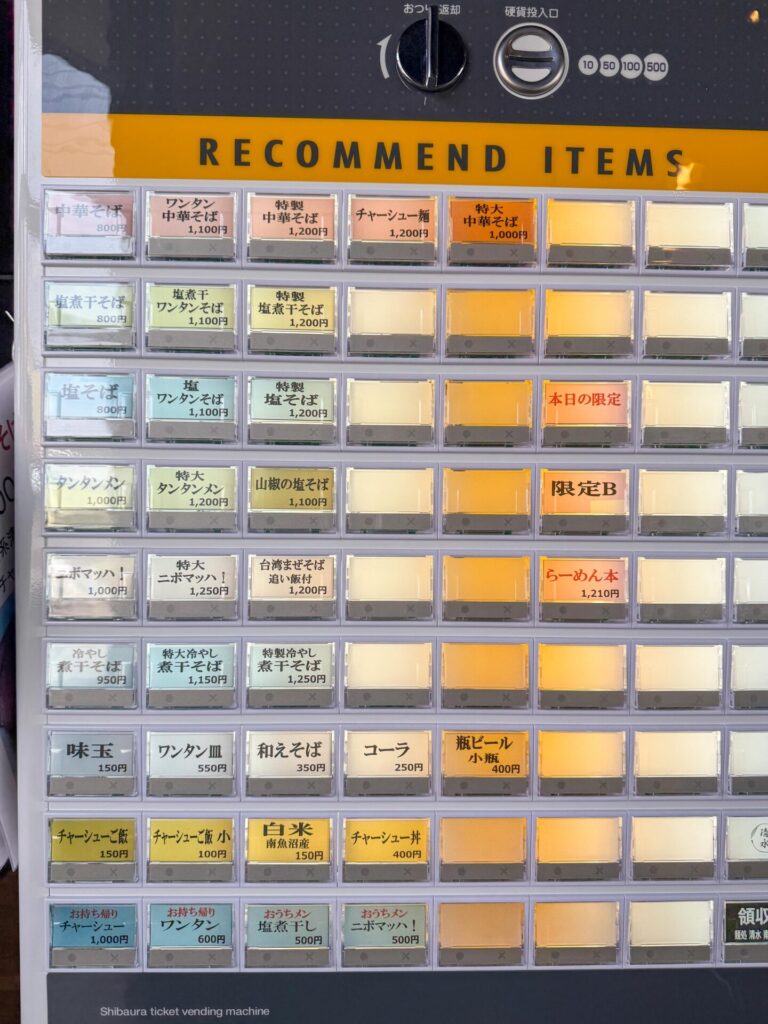 おつり返却
硬貨投入口
10 50 100 500
RECOMMEND ITEMS
中華そば
800円
ワンタン
中華そば
1,100円
特製
中華そば
1,200円
チャーシュー麺
1,200円
特大
中華そば
1,000円
塩煮干そば
800円
塩煮干
ワンタンそば
1,100円
特製
塩煮干そば
1,200円
塩そば
800円
塩
ワンタンそば
1,100円
特製
塩そば
1,200円
本日の限定
タンタンメン
1,000円
特大
タンタンメン
1,200円
山椒の塩そば
1,100円
限定B
ニボマッハ!
1,000円
特大
ニボマッハ!
1,250円
台湾まぜそば
追い飯付
1,200円
らーめん本
1,210円
冷やし
煮干そば
950円
特大冷やし
煮干そば
1,150円
特製冷やし
煮干そば
1,250円
味玉
150円
ワンタン皿
550円
和えそば
350円
コーラ
250円
瓶ビール
小瓶
400円
チャーシューご飯
150円
チャーシューご飯 小
100円
白米
南魚沼産
150円
チャーシュー丼
400円
お持ち帰り
チャーシュー
1,000円
お持ち帰り
ワンタン
600円
おうちメン
塩煮干し
500円
おうちメン
ニボマッハ!
500円
領収
麺処 清水
Shibaura ticket vending machine